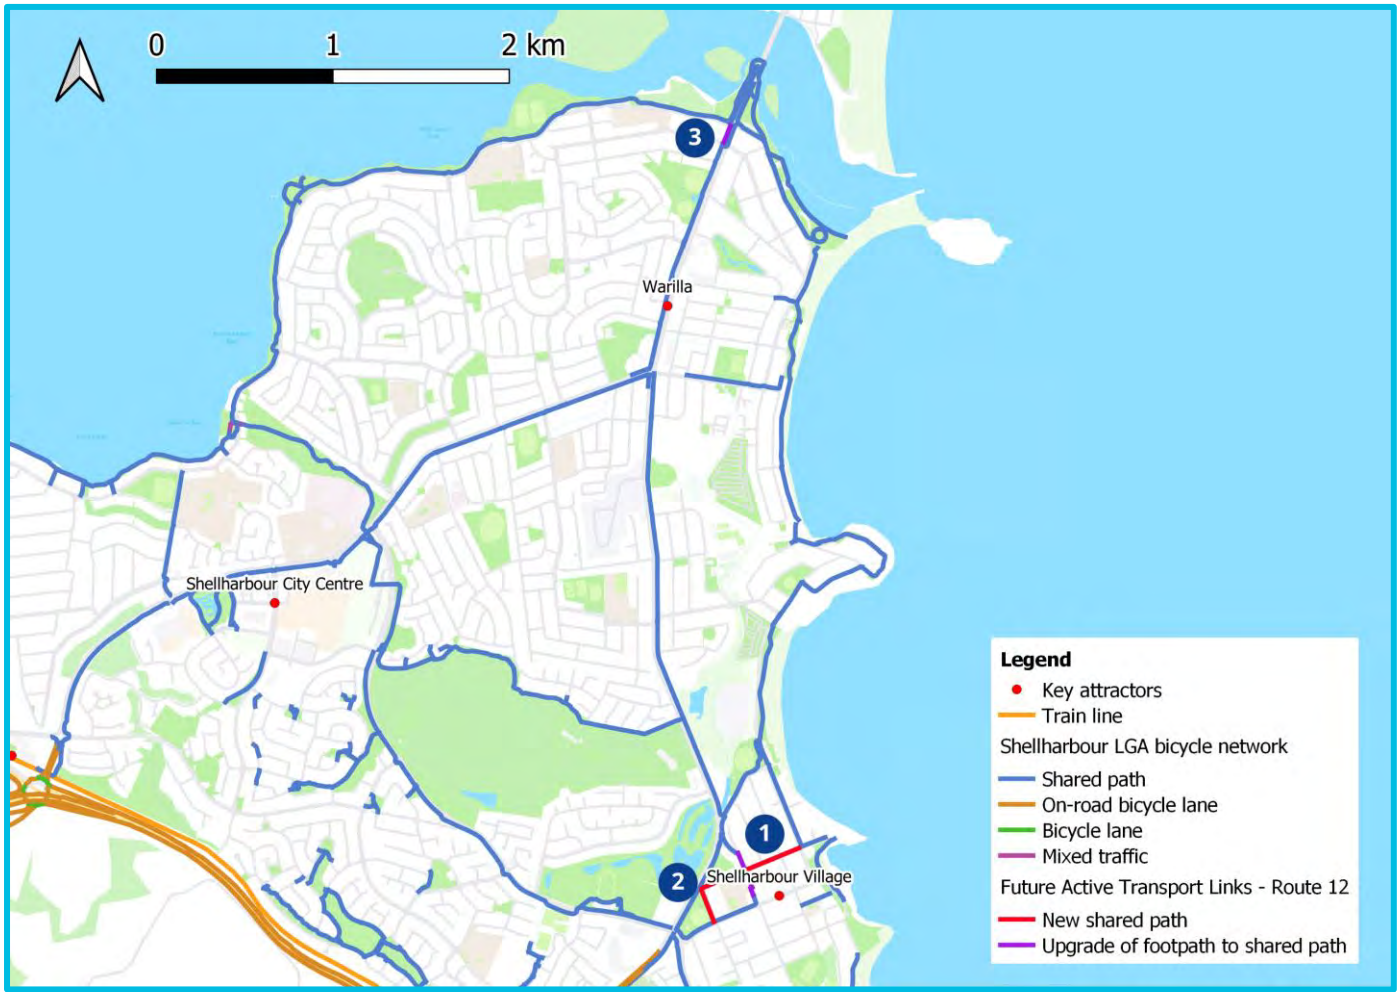 0 1 2 km
3
Warilla
Shellharbour City Centre
1
2
Shellharbour Village
Legend
Key attractors
Train line
Shellharbour LGA bicycle network
Shared path
On-road bicycle lane
Bicycle lane
Mixed traffic
Future Active Transport Links - Route 12
New shared path
Upgrade of footpath to shared path